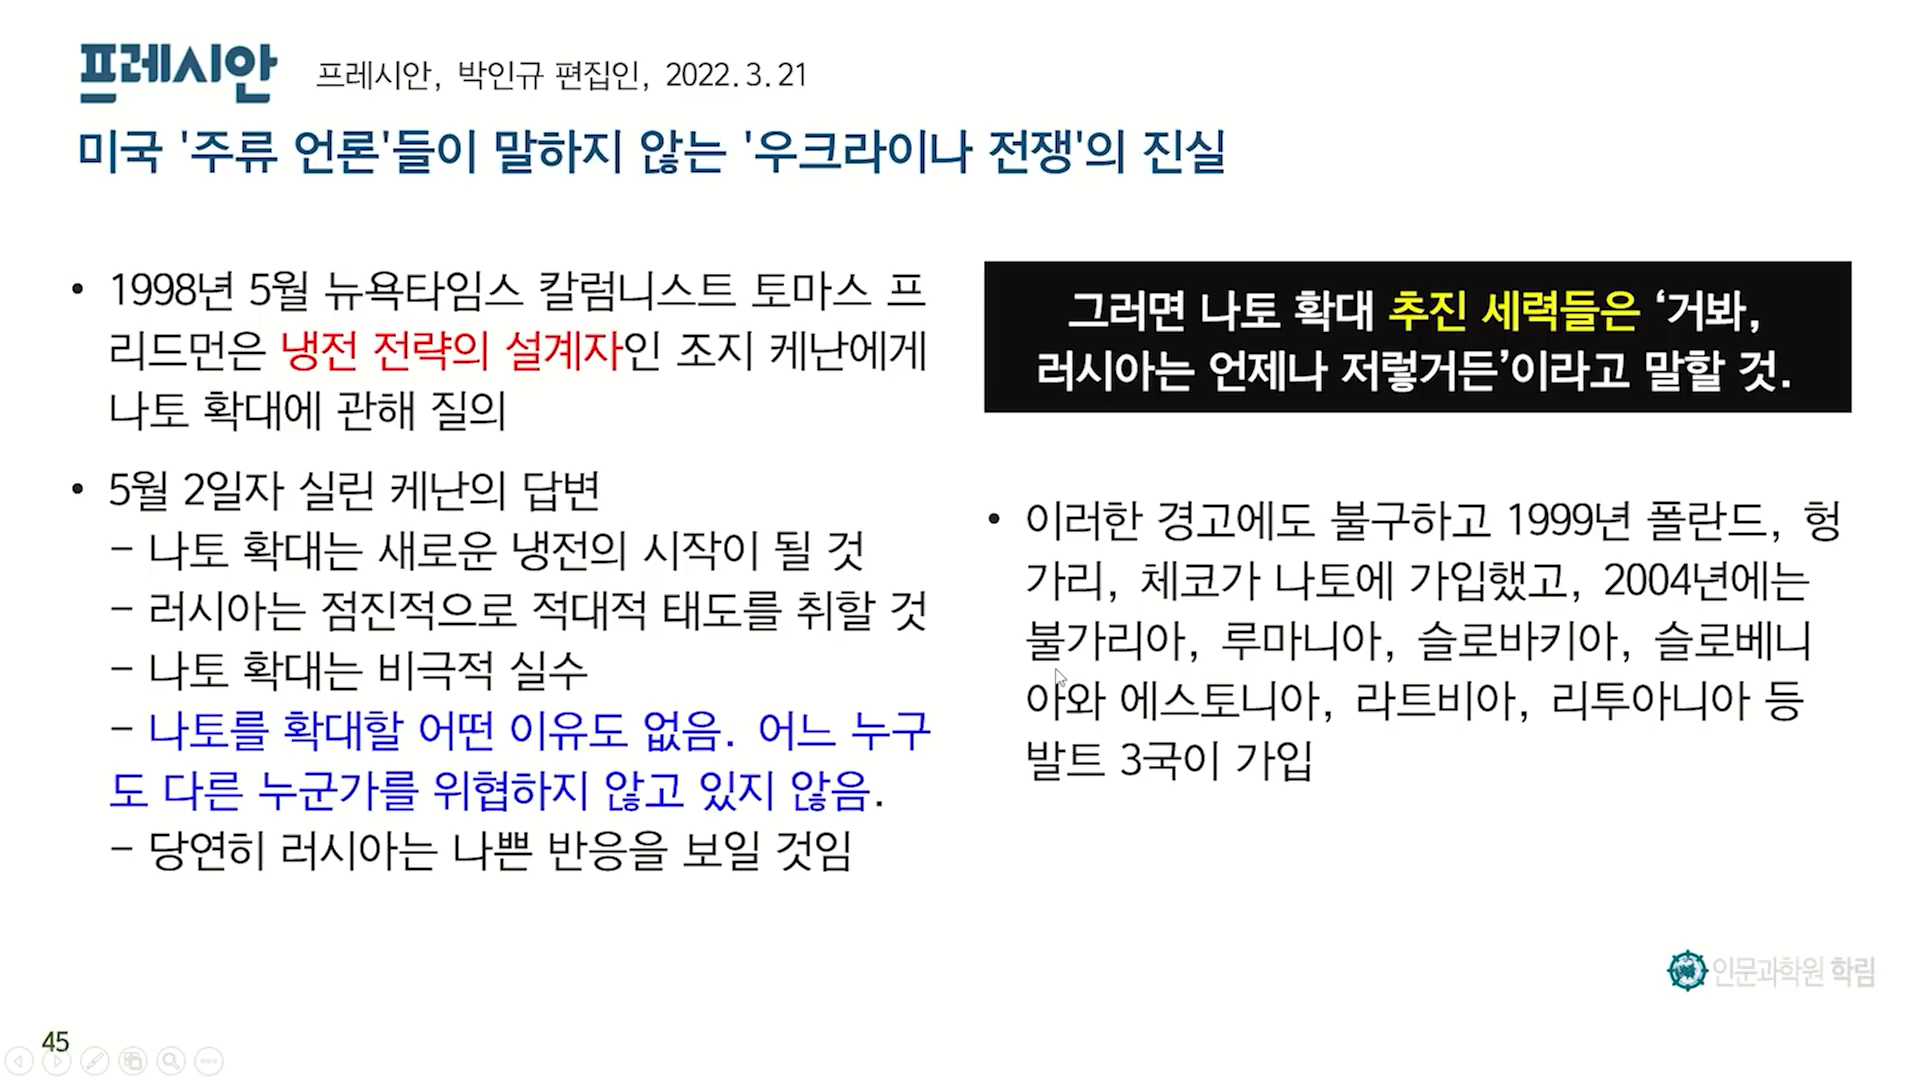 프레시안
프레시안, 박인규 편집인, 2022.3.21
미국 '주류 언론'들이 말하지 않는 '우크라이나 전쟁'의 진실
• 1998년 5월 뉴욕타임스 칼럼니스트 토마스 프
리드먼은 냉전 전략의 설계자인 조지 케난에게
나토 확대에 관해 질의
• 5월 2일자 실린 케난의 답변
– 나토 확대는 새로운 냉전의 시작이 될 것
– 러시아는 점진적으로 적대적 태도를 취할 것
– 나토 확대는 비극적 실수
– 나토를 확대할 어떤 이유도 없음. 어느 누구
도 다른 누군가를 위협하지 않고 있지 않음.
– 당연히 러시아는 나쁜 반응을 보일 것임
그러면 나토 확대 추진 세력들은 ‘거봐,
러시아는 언제나 저렇거든’이라고 말할 것.
• 이러한 경고에도 불구하고 1999년 폴란드, 헝
가리, 체코가 나토에 가입했고, 2004년에는
불가리아, 루마니아, 슬로바키아, 슬로베니
아와 에스토니아, 라트비아, 리투아니아 등
발트 3국이 가입
인문과학원 학림
45